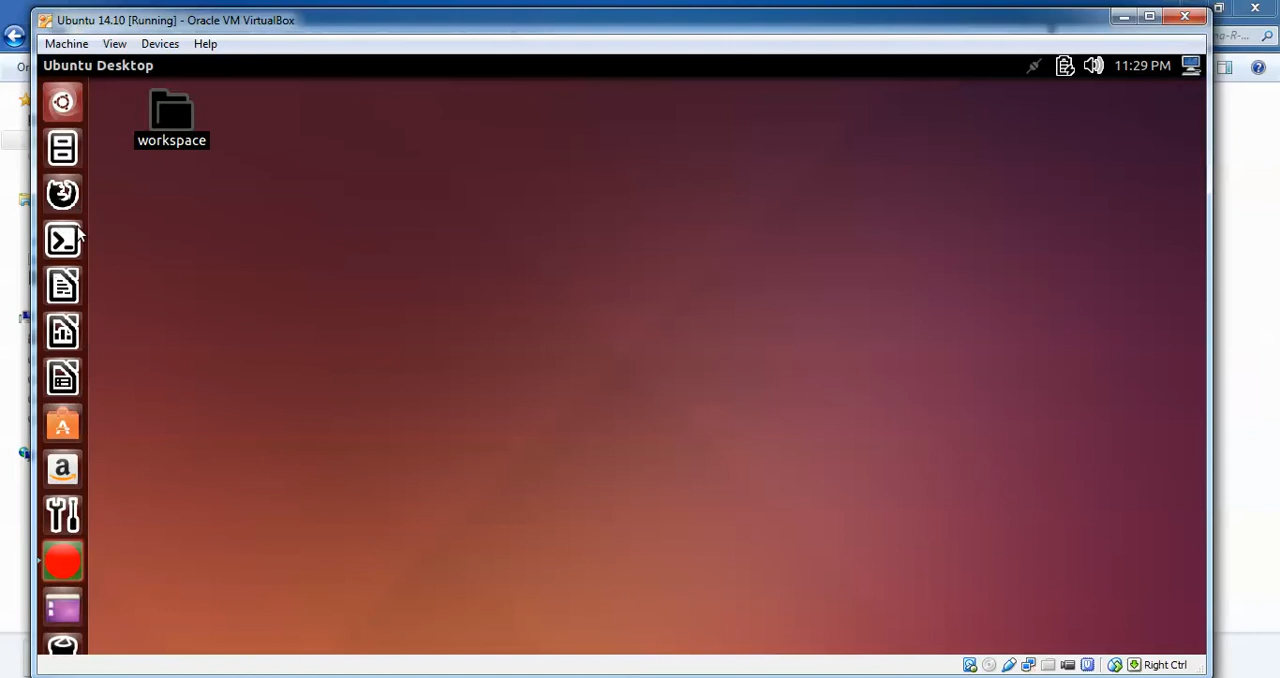 Ubuntu 14.10 [Running] - Oracle VM VirtualBox
Machine View Devices Help
Ubuntu Desktop
11:29 PM
workspace
Right Ctrl